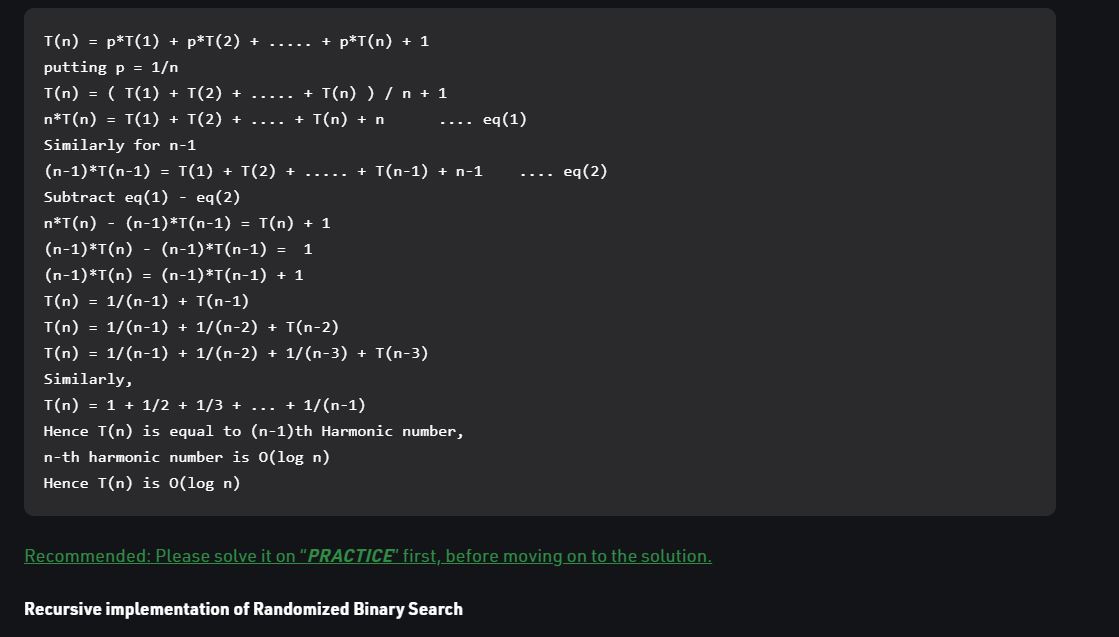 T(n) = p*T(1) + p*T(2) + ..... + p*T(n) + 1
putting p = 1/n
T(n) = ( T(1) + T(2) + ..... + T(n) ) / n + 1
n*T(n) = T(1) + T(2) + .... + T(n) + n      .... eq(1)
Similarly for n-1
(n-1)*T(n-1) = T(1) + T(2) + ..... + T(n-1) + n-1    .... eq(2)
Subtract eq(1) - eq(2)
n*T(n) - (n-1)*T(n-1) = T(n) + 1
(n-1)*T(n) - (n-1)*T(n-1) =  1
(n-1)*T(n) = (n-1)*T(n-1) + 1
T(n) = 1/(n-1) + T(n-1)
T(n) = 1/(n-1) + 1/(n-2) + T(n-2)
T(n) = 1/(n-1) + 1/(n-2) + 1/(n-3) + T(n-3)
Similarly,
T(n) = 1 + 1/2 + 1/3 + ... + 1/(n-1)
Hence T(n) is equal to (n-1)th Harmonic number,
n-th harmonic number is O(log n)
Hence T(n) is O(log n)
Recommended: Please solve it on "PRACTICE" first, before moving on to the solution.
Recursive implementation of Randomized Binary Search